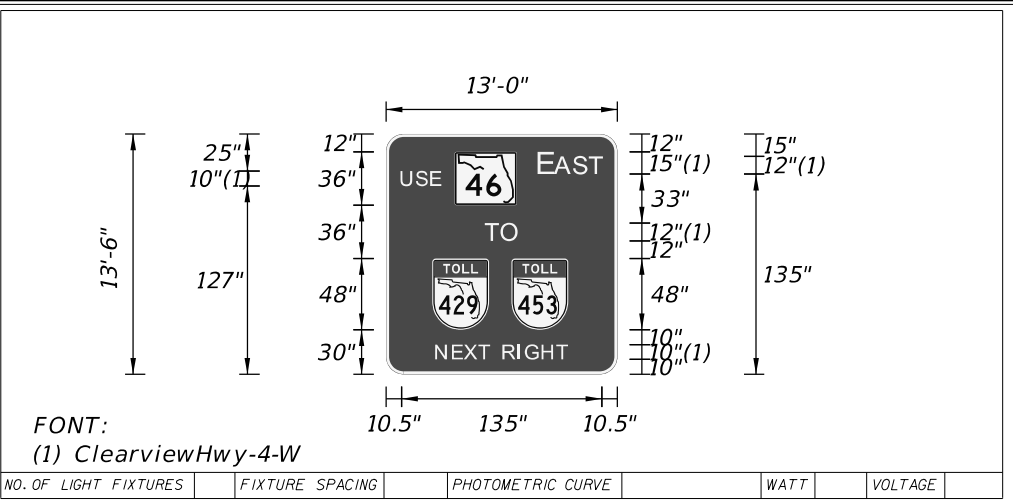 13'-0"
25" 12" 12" 15"
10"(1) 36" USE 46 EAST 15"(1) 12"(1)
33"
13'-6" 36" TO 12"(1)
12"
127" 135"
TOLL TOLL
48" 429 453 48"
10"
30" NEXT RIGHT 10"(1)
10"
10.5" 135" 10.5"
FONT:
(1) ClearviewHwy-4-W
NO. OF LIGHT FIXTURES FIXTURE SPACING PHOTOMETRIC CURVE WATT VOLTAGE